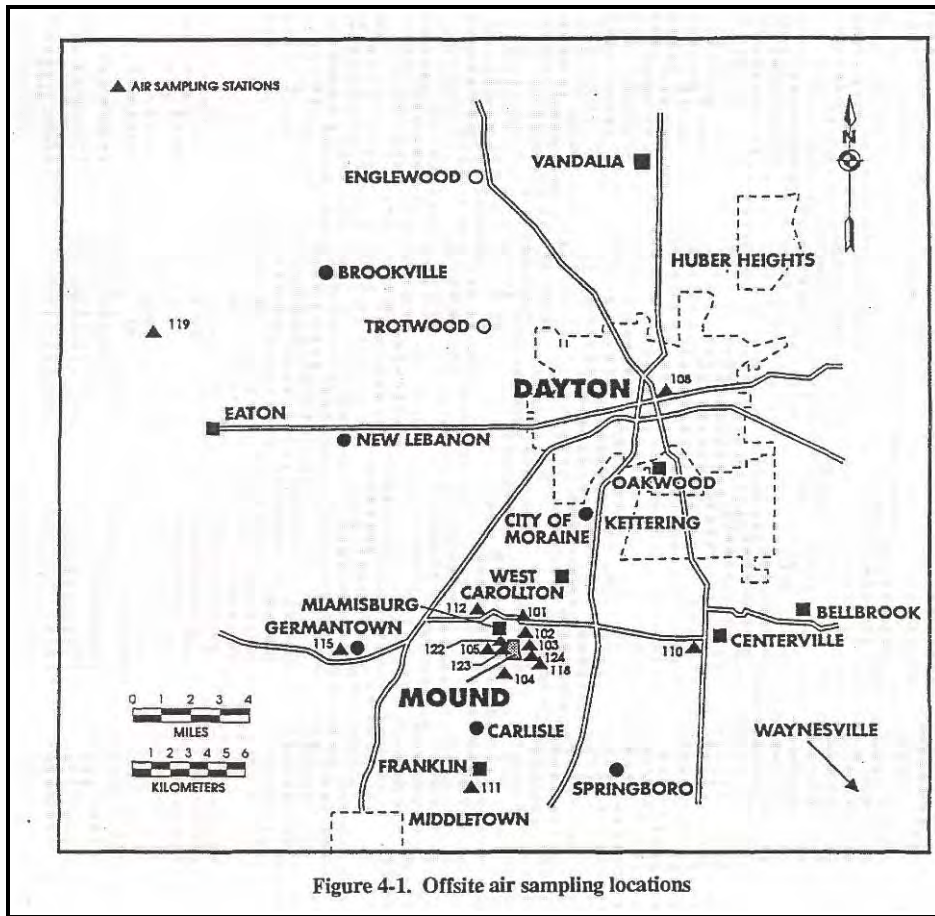 AIR SAMPLING STATIONS
N
VANDALIA
ENGLEWOOD
HUBER HEIGHTS
BROOKVILLE
119
TROTWOOD
DAYTON
108
EATON
NEW LEBANON
OAKWOOD
CITY OF
MORAINE
KETTERING
WEST
CAROLLTON
MIAMISBURG
112
101
BELLBROOK
GERMANTOWN
102
CENTERVILLE
115
122
105
103
110
123
124
118
104
MOUND
0 1 2 3 4
MILES
CARLISLE
WAYNESVILLE
1 2 3 4 5 6
KILOMETERS
FRANKLIN
111
SPRINGBORO
MIDDLETOWN
Figure 4-1. Offsite air sampling locations